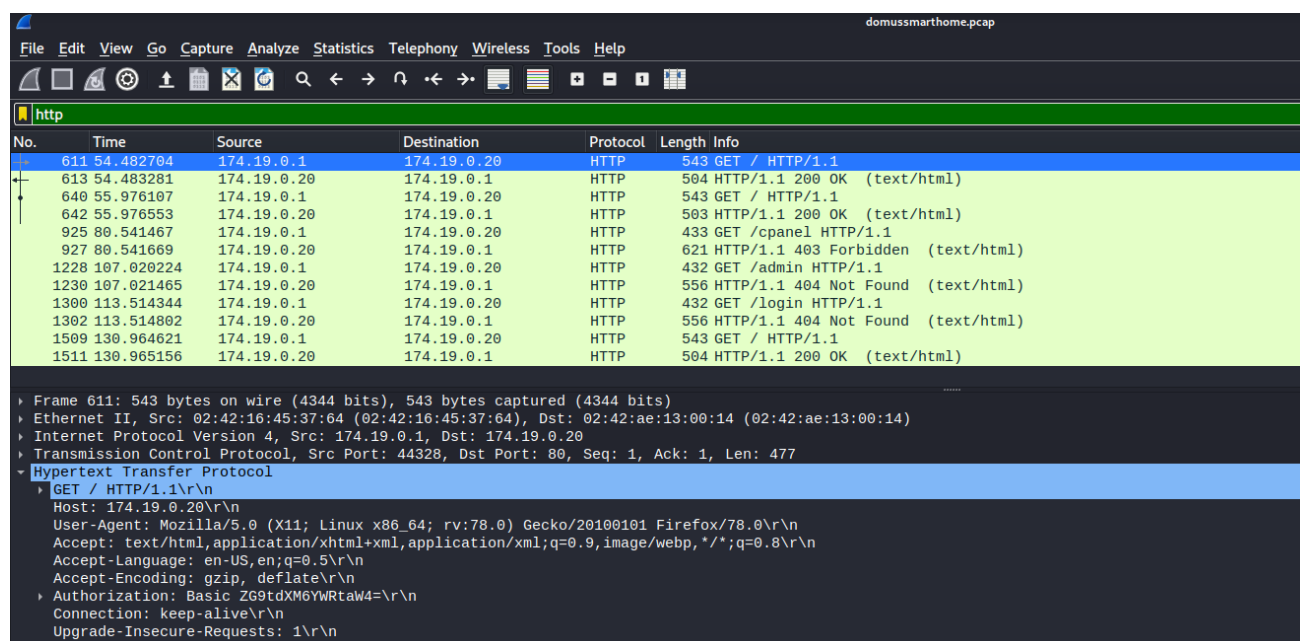 domussmarthome.pcap
File Edit View Go Capture Analyze Statistics Telephony Wireless Tools Help
http
No. Time Source Destination Protocol Length Info
611 54.482704 174.19.0.1 174.19.0.20 HTTP 543 GET / HTTP/1.1
613 54.483281 174.19.0.20 174.19.0.1 HTTP 504 HTTP/1.1 200 OK (text/html)
640 55.976107 174.19.0.1 174.19.0.20 HTTP 543 GET / HTTP/1.1
642 55.976553 174.19.0.20 174.19.0.1 HTTP 503 HTTP/1.1 200 OK (text/html)
925 80.541467 174.19.0.1 174.19.0.20 HTTP 433 GET /cpanel HTTP/1.1
927 80.541669 174.19.0.20 174.19.0.1 HTTP 621 HTTP/1.1 403 Forbidden (text/html)
1228 107.020224 174.19.0.1 174.19.0.20 HTTP 432 GET /admin HTTP/1.1
1230 107.021465 174.19.0.20 174.19.0.1 HTTP 556 HTTP/1.1 404 Not Found (text/html)
1300 113.514344 174.19.0.1 174.19.0.20 HTTP 432 GET /login HTTP/1.1
1302 113.514802 174.19.0.20 174.19.0.1 HTTP 556 HTTP/1.1 404 Not Found (text/html)
1509 130.964621 174.19.0.1 174.19.0.20 HTTP 543 GET / HTTP/1.1
1511 130.965156 174.19.0.20 174.19.0.1 HTTP 504 HTTP/1.1 200 OK (text/html)
Frame 611: 543 bytes on wire (4344 bits), 543 bytes captured (4344 bits)
Ethernet II, Src: 02:42:16:45:37:64 (02:42:16:45:37:64), Dst: 02:42:ae:13:00:14 (02:42:ae:13:00:14)
Internet Protocol Version 4, Src: 174.19.0.1, Dst: 174.19.0.20
Transmission Control Protocol, Src Port: 44328, Dst Port: 80, Seq: 1, Ack: 1, Len: 477
Hypertext Transfer Protocol
GET / HTTP/1.1\r\n
Host: 174.19.0.20\r\n
User-Agent: Mozilla/5.0 (X11; Linux x86_64; rv:78.0) Gecko/20100101 Firefox/78.0\r\n
Accept: text/html,application/xhtml+xml,application/xml;q=0.9,image/webp,*/*;q=0.8\r\n
Accept-Language: en-US,en;q=0.5\r\n
Accept-Encoding: gzip, deflate\r\n
Authorization: Basic ZG9tdXM6YWRtaW4=\r\n
Connection: keep-alive\r\n
Upgrade-Insecure-Requests: 1\r\n